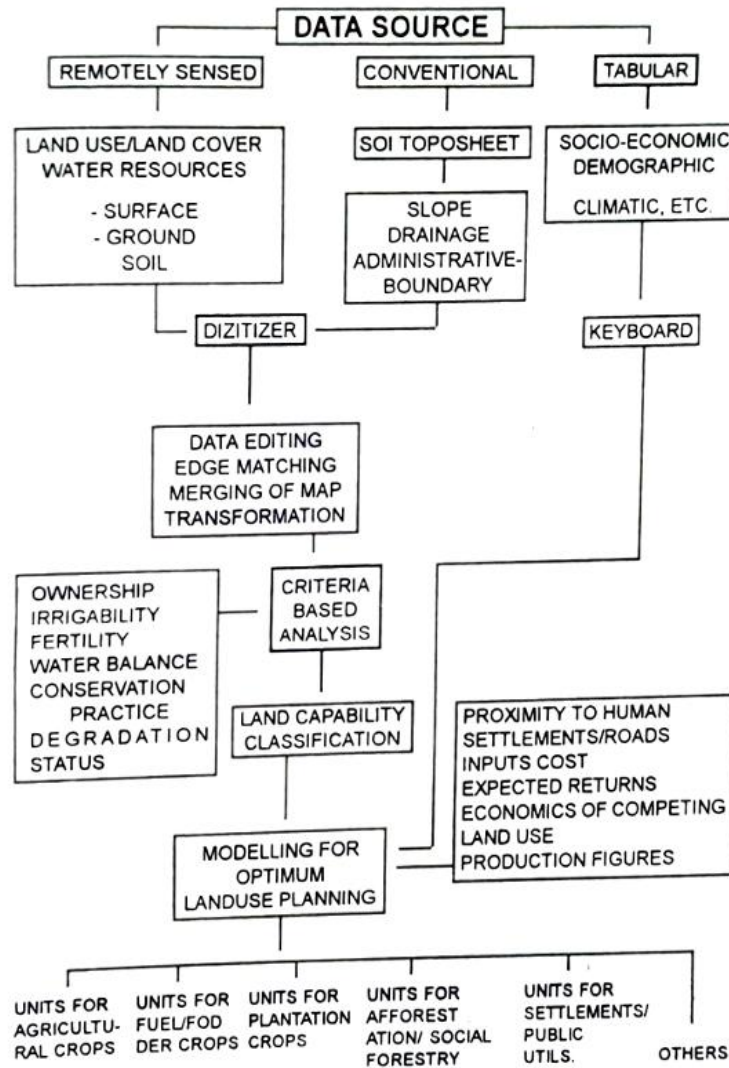 DATA SOURCE
REMOTELY SENSED
CONVENTIONAL
TABULAR
LAND USE/LAND COVER
WATER RESOURCES
- SURFACE
- GROUND
SOIL
SOI TOPOSHEET
SLOPE
DRAINAGE
ADMINISTRATIVE-
BOUNDARY
SOCIO-ECONOMIC
DEMOGRAPHIC
CLIMATIC, ETC.
DIZITIZER
KEYBOARD
DATA EDITING
EDGE MATCHING
MERGING OF MAP
TRANSFORMATION
OWNERSHIP
IRRIGABILITY
FERTILITY
WATER BALANCE
CONSERVATION
PRACTICE
DEGRADATION
STATUS
CRITERIA
BASED
ANALYSIS
LAND CAPABILITY
CLASSIFICATION
PROXIMITY TO HUMAN
SETTLEMENTS/ROADS
INPUTS COST
EXPECTED RETURNS
ECONOMICS OF COMPETING
LAND USE
PRODUCTION FIGURES
MODELLING FOR
OPTIMUM
LANDUSE PLANNING
UNITS FOR
AGRICULTU-
RAL CROPS
UNITS FOR
FUEL/FOD
DER CROPS
UNITS FOR
PLANTATION
CROPS
UNITS FOR
AFFOREST
ATION/ SOCIAL
FORESTRY
UNITS FOR
SETTLEMENTS/
PUBLIC
UTILS.
OTHERS